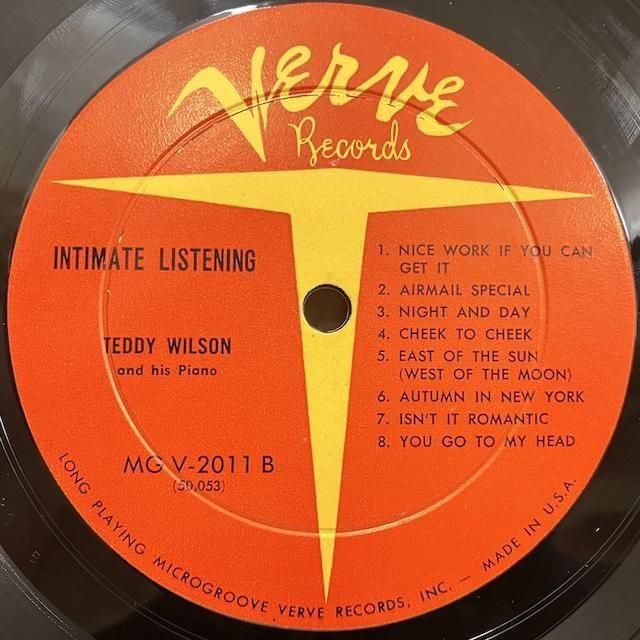 Verve
Records
INTIMATE LISTENING
TEDDY WILSON
and his Piano
MG V-2011 B
(50,053)
1. NICE WORK IF YOU CAN
GET IT
2. AIRMAIL SPECIAL
3. NIGHT AND DAY
4. CHEEK TO CHEEK
5. EAST OF THE SUN
(WEST OF THE MOON)
6. AUTUMN IN NEW YORK
7. ISN'T IT ROMANTIC
8. YOU GO TO MY HEAD
LONG PLAYING MICROGROOVE VERVE RECORDS, INC. — MADE IN U.S.A.